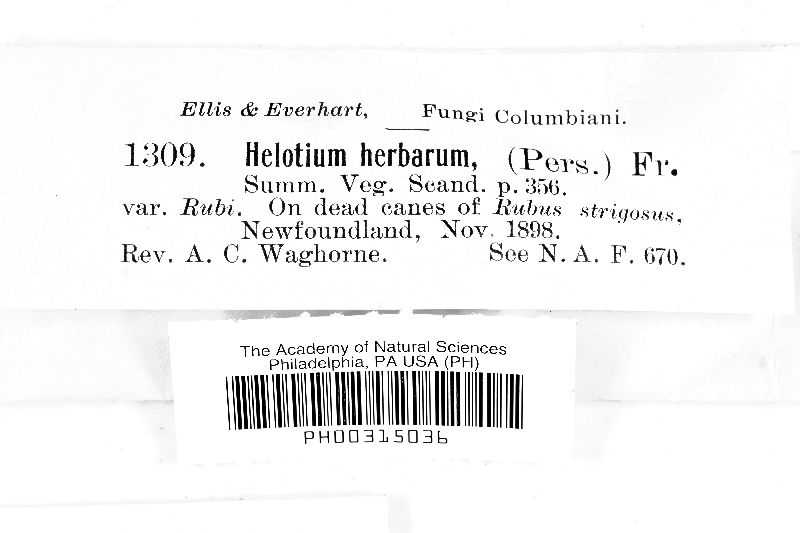 Ellis & Everhart, Fungi Columbiani.
1309. Helotium herbarum, (Pers.) Fr.
Summ. Veg. Scand. p. 356.
var. Rubi. On dead canes of Rubus strigosus,
Newfoundland, Nov. 1898.
Rev. A. C. Waghorne. See N. A. F. 670.
The Academy of Natural Sciences
Philadelphia, PA USA (PH)
PH00315036